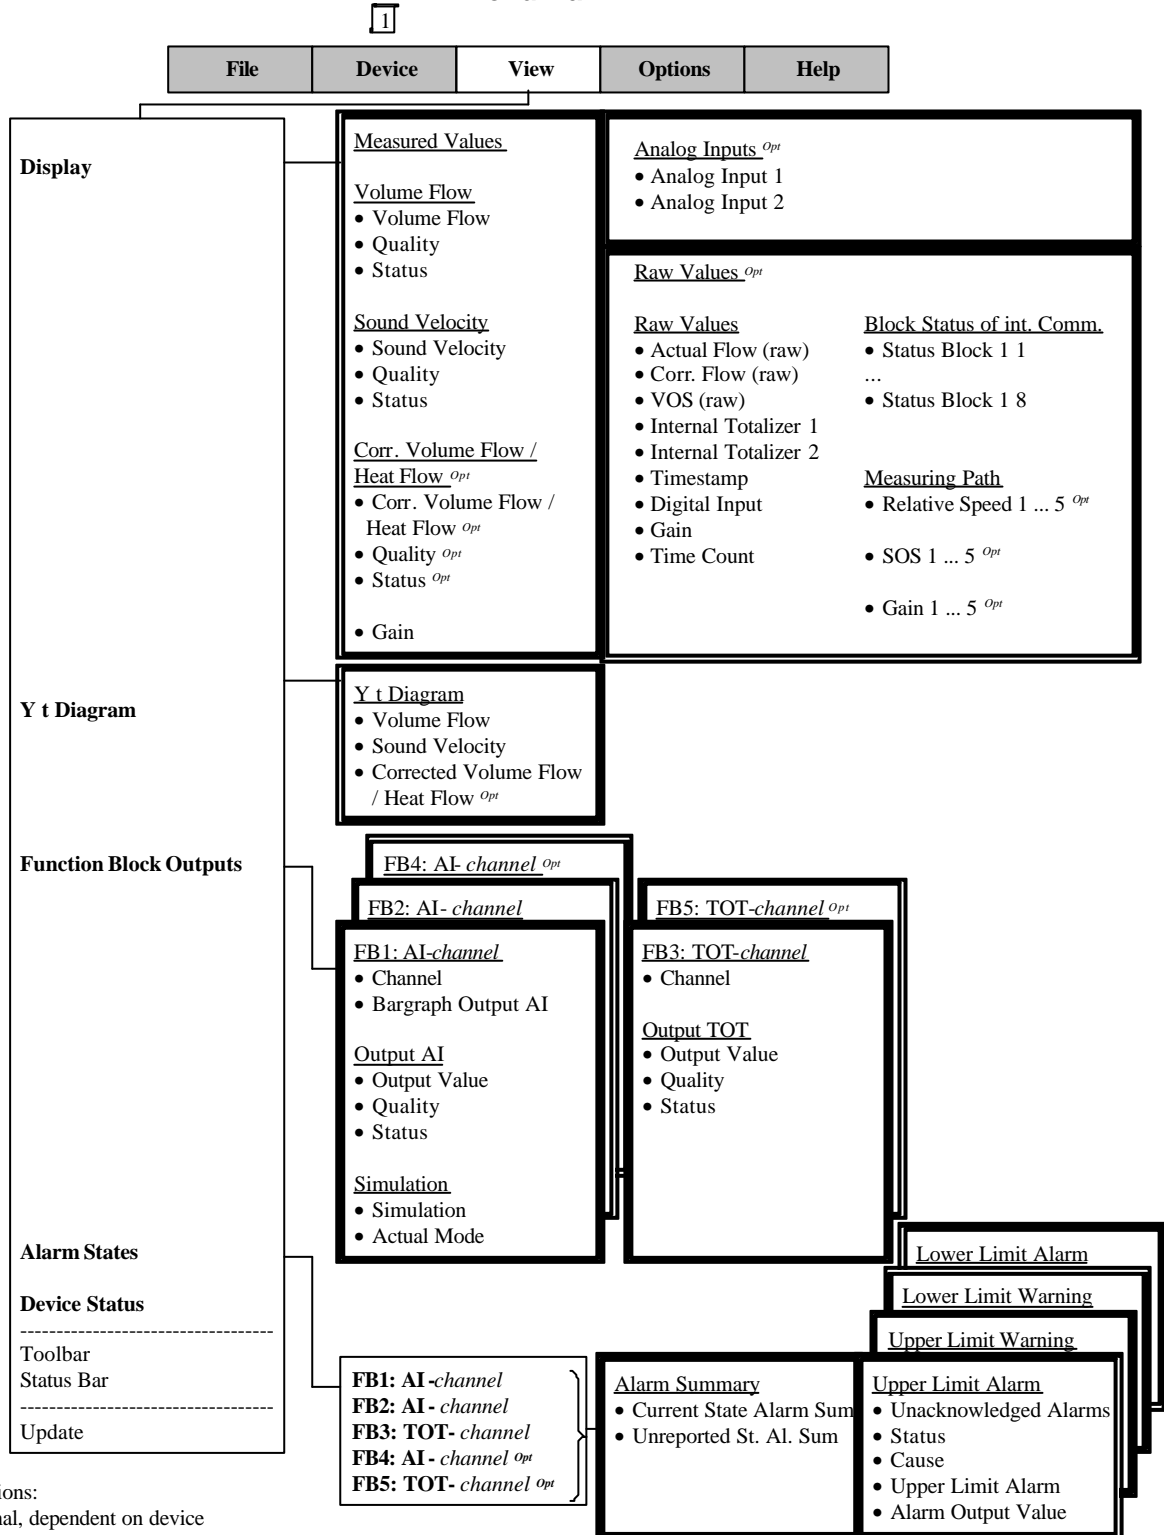 1
File Device View Options Help
Display
Y t Diagram
Function Block Outputs
Alarm States
Device Status
-----------------------------------
Toolbar
Status Bar
-----------------------------------
Update
Measured Values
Volume Flow
• Volume Flow
• Quality
• Status
Sound Velocity
• Sound Velocity
• Quality
• Status
Corr. Volume Flow /
Heat Flow Opt
• Corr. Volume Flow /
Heat Flow Opt
• Quality Opt
• Status Opt
• Gain
Analog Inputs Opt
• Analog Input 1
• Analog Input 2
Raw Values Opt
Raw Values
• Actual Flow (raw)
• Corr. Flow (raw)
• VOS (raw)
• Internal Totalizer 1
• Internal Totalizer 2
• Timestamp
• Digital Input
• Gain
• Time Count
Block Status of int. Comm.
• Status Block 1 1
...
• Status Block 1 8
Measuring Path
• Relative Speed 1 ... 5 Opt
• SOS 1 ... 5 Opt
• Gain 1 ... 5 Opt
Y t Diagram
• Volume Flow
• Sound Velocity
• Corrected Volume Flow
/ Heat Flow Opt
FB4: AI- channel Opt
FB2: AI- channel
FB1: AI-channel
• Channel
• Bargraph Output AI
Output AI
• Output Value
• Quality
• Status
Simulation
• Simulation
• Actual Mode
FB5: TOT-channel Opt
FB3: TOT-channel
• Channel
Output TOT
• Output Value
• Quality
• Status
FB1: AI -channel
FB2: AI - channel
FB3: TOT- channel
FB4: AI - channel Opt
FB5: TOT- channel Opt
Alarm Summary
• Current State Alarm Sum
• Unreported St. Al. Sum
Lower Limit Alarm
Lower Limit Warning
Upper Limit Warning
Upper Limit Alarm
• Unacknowledged Alarms
• Status
• Cause
• Upper Limit Alarm
• Alarm Output Value
ions:
nal, dependent on device